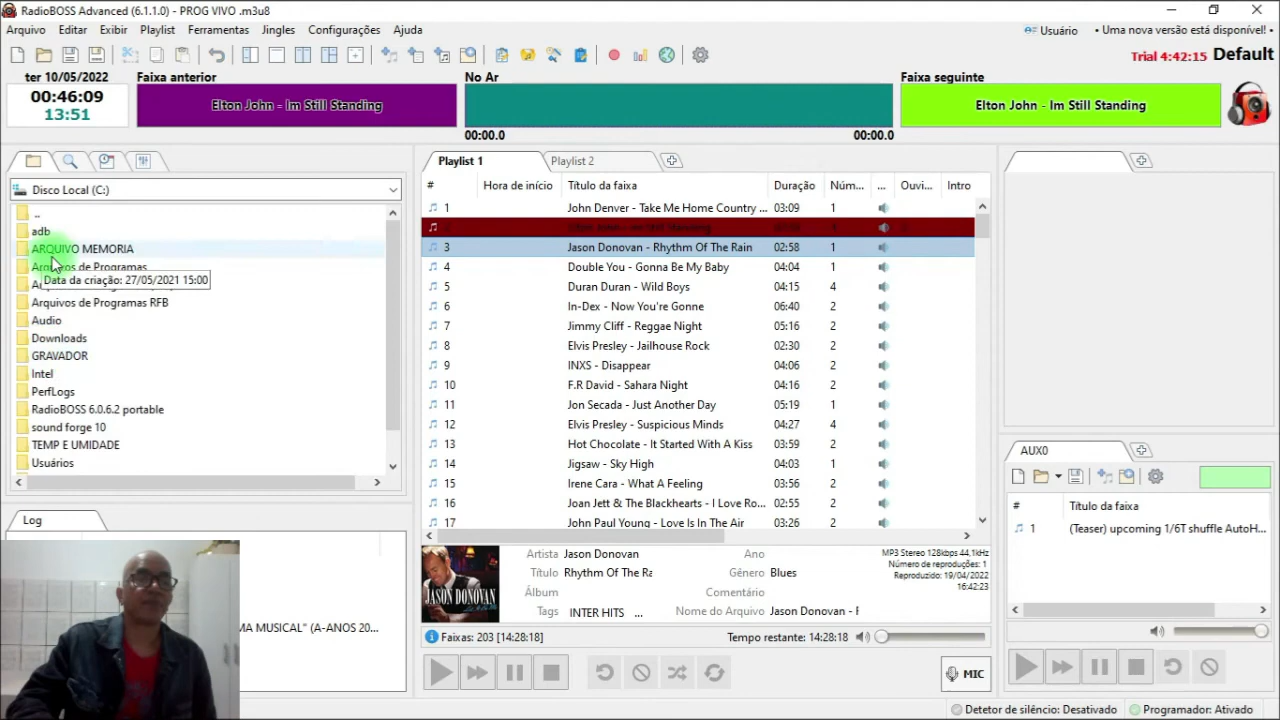 RadioBOSS Advanced (6.1.1.0) - PROG VIVO .m3u8
Arquivo Editar Exibir Playlist Ferramentas Jingles Configurações Ajuda Usuário • Uma nova versão está disponível! •
Trial 4:42:15 Default
ter 10/05/2022 Faixa anterior No Ar Faixa seguinte
00:46:09
13:51
Elton John - Im Still Standing
Elton John - Im Still Standing
00:00.0 00:00.0
Playlist 1 Playlist 2
Disco Local (C:)
..
adb
ARQUIVO MEMORIA
Arquivos de Programas
Data da criação: 27/05/2021 15:00
Arquivos de Programas RFB
Audio
Downloads
GRAVADOR
Intel
PerfLogs
RadioBOSS 6.0.6.2 portable
sound forge 10
TEMP E UMIDADE
Usuários
# Hora de início Título da faixa Duração Núm... ... Ouvi... Intro
1 John Denver - Take Me Home Country ... 03:09 1
2 Elton John - Im Still Standing
3 Jason Donovan - Rhythm Of The Rain 02:58 1
4 Double You - Gonna Be My Baby 04:04 1
5 Duran Duran - Wild Boys 04:15 4
6 In-Dex - Now You're Gonne 06:40 2
7 Jimmy Cliff - Reggae Night 05:16 2
8 Elvis Presley - Jailhouse Rock 02:30 2
9 INXS - Disappear 04:06 2
10 F.R David - Sahara Night 04:16 2
11 Jon Secada - Just Another Day 05:19 1
12 Elvis Presley - Suspicious Minds 04:27 4
13 Hot Chocolate - It Started With A Kiss 03:59 2
14 Jigsaw - Sky High 04:03 1
15 Irene Cara - What A Feeling 03:56 2
16 Joan Jett & The Blackhearts - I Love Ro... 02:55 2
17 John Paul Young - Love Is In The Air 03:26 2
Log
MA MUSICAL" (A-ANOS 20...
JASON DONOVAN
Artista Jason Donovan Ano
Título Rhythm Of The Ra Gênero Blues
Álbum Comentário
Tags INTER HITS ... Nome do Arquivo Jason Donovan - F
MP3 Stereo 128kbps 44,1kHz
Número de reproduções: 1
Reproduzido: 19/04/2022
16:42:23
Faixas: 203 [14:28:18] Tempo restante: 14:28:18
MIC
AUX0
# Título da faixa
1 (Teaser) upcoming 1/6T shuffle AutoH...
Detetor de silêncio: Desativado Programador: Ativado